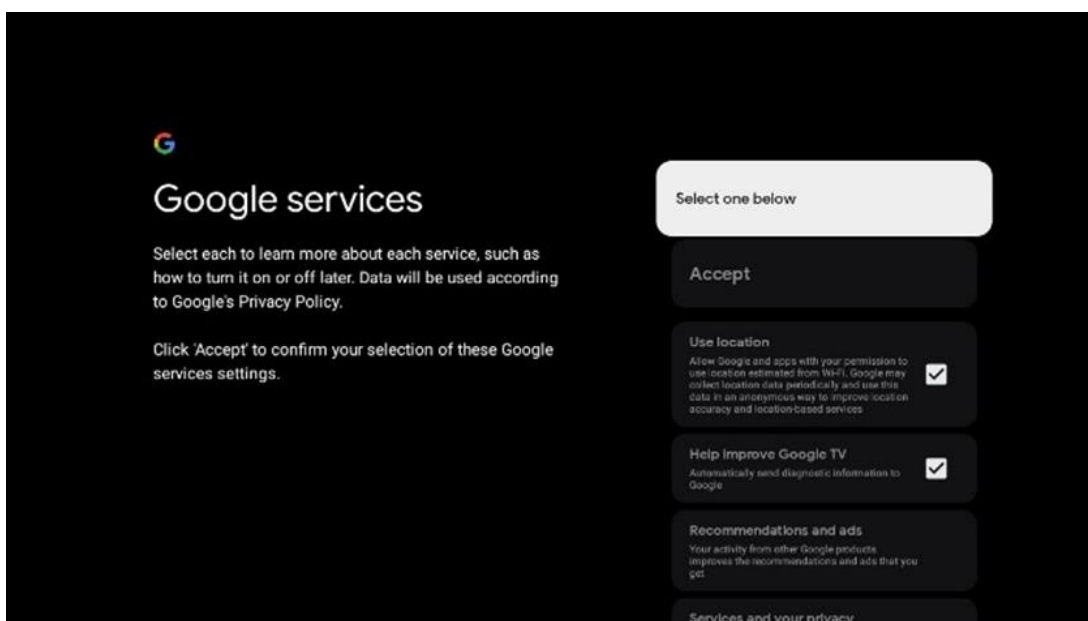 Google services
Select each to learn more about each service, such as
how to turn it on or off later. Data will be used according
to Google's Privacy Policy.
Click 'Accept' to confirm your selection of these Google
services settings.
Select one below
Accept
Use location
Allow Google and apps with your permission to
use location estimated from Wi-Fi. Google may
collect location data periodically and use this
data in an anonymous way to improve location
accuracy and location-based services
Help improve Google TV
Automatically send diagnostic information to
Google
Recommendations and ads
Your activity from other Google products
improves the recommendations and ads that you
get
Services and your privacy